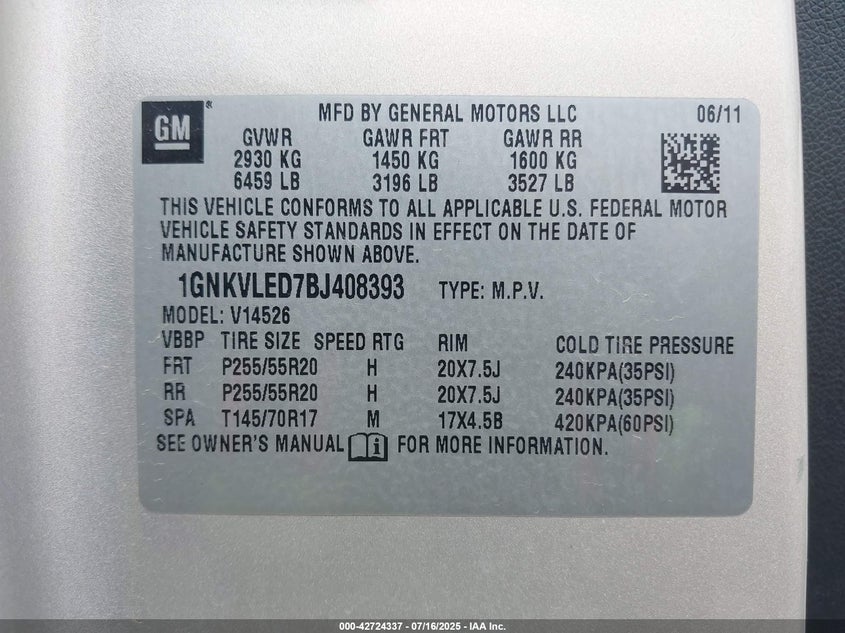 GM ® MFD BY GENERAL MOTORS LLC 06/11
GVWR GAWR FRT GAWR RR
2930 KG 1450 KG 1600 KG
6459 LB 3196 LB 3527 LB
THIS VEHICLE CONFORMS TO ALL APPLICABLE U.S. FEDERAL MOTOR
VEHICLE SAFETY STANDARDS IN EFFECT ON THE DATE OF
MANUFACTURE SHOWN ABOVE.
1GNKVLED7BJ408393 TYPE: M.P.V.
MODEL: V14526
VBBP TIRE SIZE SPEED RTG RIM COLD TIRE PRESSURE
FRT P255/55R20 H 20X7.5J 240KPA(35PSI)
RR P255/55R20 H 20X7.5J 240KPA(35PSI)
SPA T145/70R17 M 17X4.5B 420KPA(60PSI)
SEE OWNER'S MANUAL FOR MORE INFORMATION.
000-42724337 - 07/16/2025 - IAA Inc.